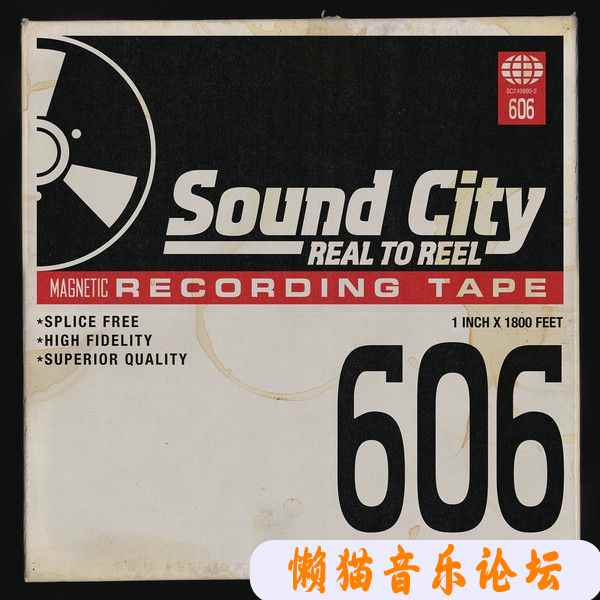 606
Sound City
REAL TO REEL
MAGNETIC RECORDING TAPE
*SPLICE FREE
1 INCH X 1800 FEET
*HIGH FIDELITY
*SUPERIOR QUALITY
606
懒猫音乐论坛